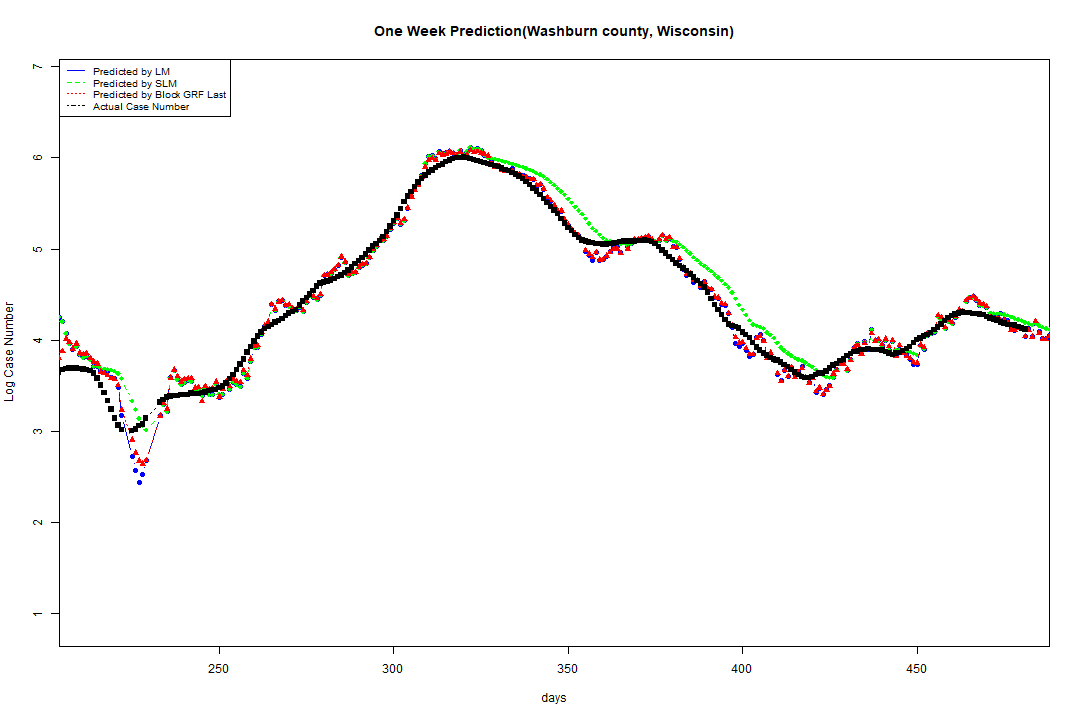 One Week Prediction(Washburn county, Wisconsin)
Predicted by LM
Predicted by SLM
Predicted by Block GRF Last
Actual Case Number
7
6
5
4
3
2
1
Log Case Number
250 300 350 400 450
days